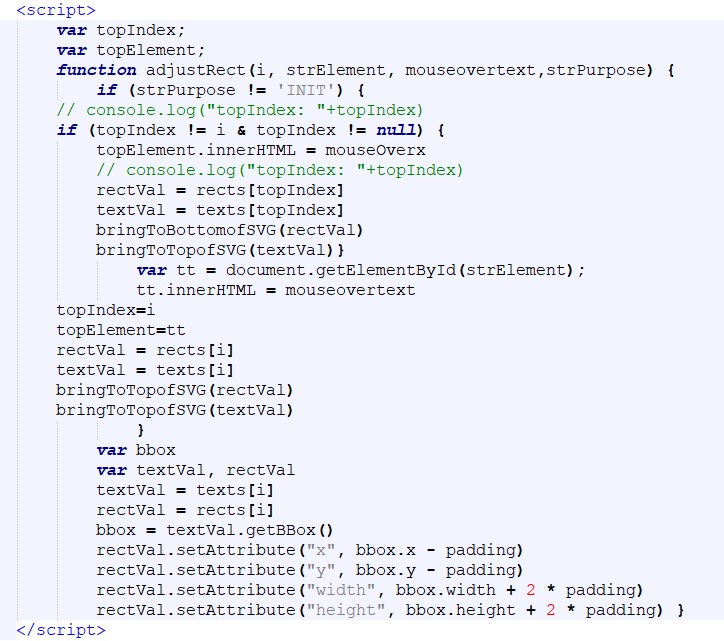 <script>
var topIndex;
var topElement;
function adjustRect(i, strElement, mouseovertext,strPurpose) {
if (strPurpose != 'INIT') {
// console.log("topIndex: "+topIndex)
if (topIndex != i & topIndex != null) {
topElement.innerHTML = mouseOverx
// console.log("topIndex: "+topIndex)
rectVal = rects[topIndex]
textVal = texts[topIndex]
bringToBottomofSVG(rectVal)
bringToTopofSVG(textVal)}
var tt = document.getElementById(strElement);
tt.innerHTML = mouseovertext
topIndex=i
topElement=tt
rectVal = rects[i]
textVal = texts[i]
bringToTopofSVG(rectVal)
bringToTopofSVG(textVal)
}
var bbox
var textVal, rectVal
textVal = texts[i]
rectVal = rects[i]
bbox = textVal.getBBox()
rectVal.setAttribute("x", bbox.x - padding)
rectVal.setAttribute("y", bbox.y - padding)
rectVal.setAttribute("width", bbox.width + 2 * padding)
rectVal.setAttribute("height", bbox.height + 2 * padding) }
</script>